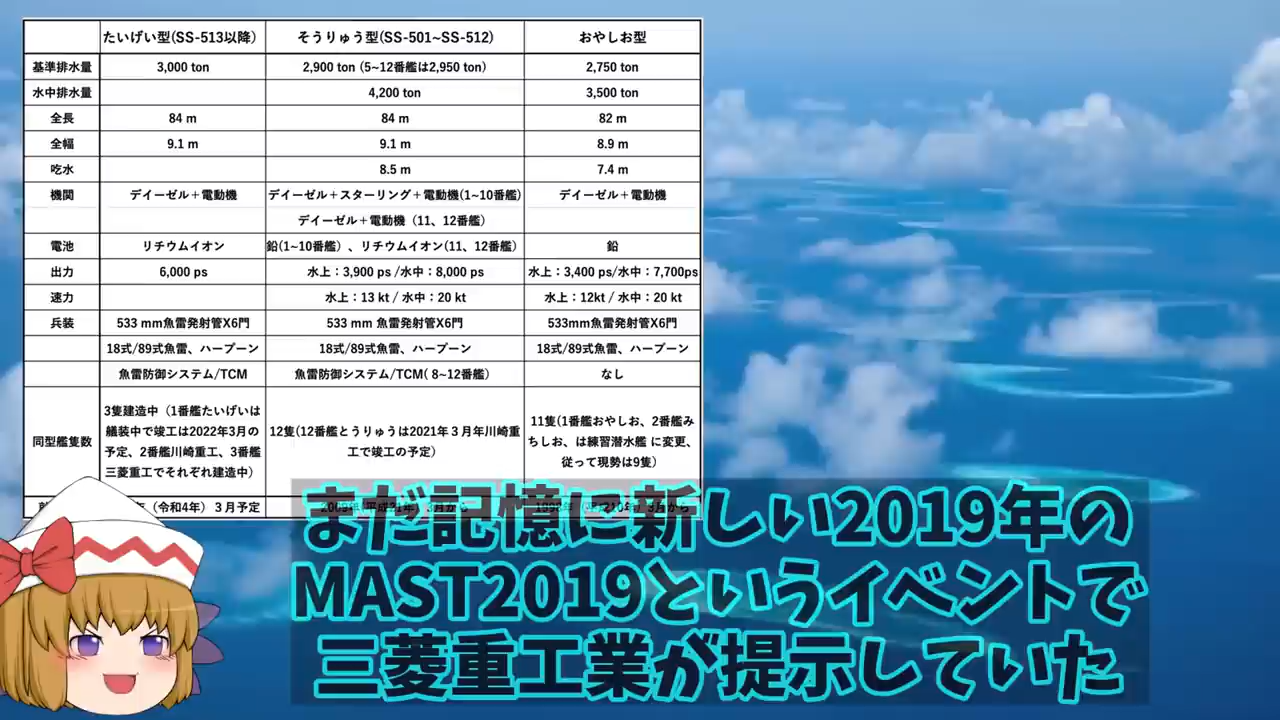 たいげい型(SS-513以降) そうりゅう型(SS-501~SS-512) おやしお型
基準排水量 3,000 ton 2,900 ton (5~12番艦は2,950 ton) 2,750 ton
水中排水量 4,200 ton 3,500 ton
全長 84 m 84 m 82 m
全幅 9.1 m 9.1 m 8.9 m
吃水 8.5 m 7.4 m
機関 デイーゼル＋電動機 デイーゼル＋スターリング＋電動機(1~10番艦) デイーゼル＋電動機
デイーゼル＋電動機（11、12番艦）
電池 リチウムイオン 鉛(1~10番艦）、リチウムイオン(11、12番艦) 鉛
出力 6,000 ps 水上：3,900 ps /水中：8,000 ps 水上：3,400 ps/水中：7,700ps
速力 水上：13 kt / 水中：20 kt 水上：12kt / 水中：20 kt
兵装 533 mm魚雷発射管X6門 533 mm 魚雷発射管X6門 533mm魚雷発射管X6門
18式/89式魚雷、ハープーン 18式/89式魚雷、ハープーン 18式/89式魚雷、ハープーン
魚雷防御システム/TCM 魚雷防御システム/TCM( 8~12番艦） なし
同型艦隻数
3隻建造中（1番艦たいげいは
艤装中で竣工は2022年3月の
予定、2番艦川崎重工、3番艦
三菱重工でそれぞれ建造中）
12隻(12番艦とうりゅうは2021年３月年川崎重
工で竣工の予定）
11隻(1番艦おやしお、2番艦み
ちしお、は練習潜水艦 に変更、
従って現勢は9隻）
（令和4年）３月予定
まだ記憶に新しい2019年の
MAST2019というイベントで
三菱重工業が提示していた